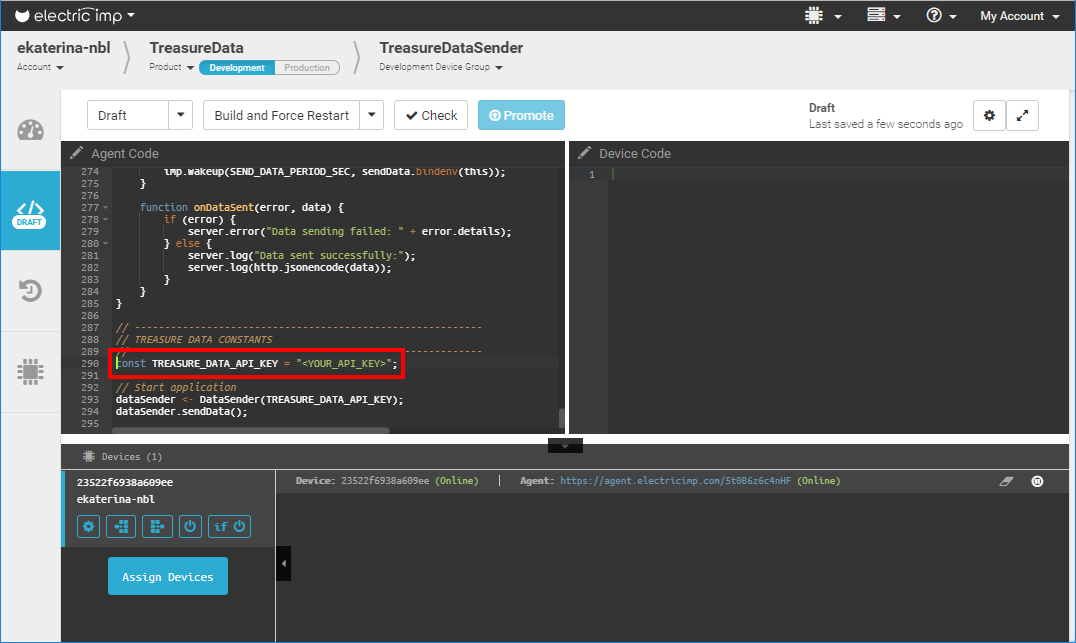 electric imp
My Account
ekaterina-nbl
Account
TreasureData
Product Development Production
TreasureDataSender
Development Device Group
Draft
Build and Force Restart
Check
Promote
Draft
Last saved a few seconds ago
DRAFT
Agent Code
274 imp.wakeup(SEND_DATA_PERIOD_SEC, sendData.bindenv(this));
275 }
276
277 function onDataSent(error, data) {
278 if (error) {
279 server.error("Data sending failed: " + error.details);
280 } else {
281 server.log("Data sent successfully:");
282 server.log(http.jsonencode(data));
283 }
284 }
285 }
286
287 // ----------------------------------------------------------
288 // TREASURE DATA CONSTANTS
289 // ----------------------------------------------------------
290 const TREASURE_DATA_API_KEY = "<YOUR_API_KEY>";
291
292 // Start application
293 dataSender <- DataSender(TREASURE_DATA_API_KEY);
294 dataSender.sendData();
295
Device Code
1
Devices (1)
23522f6938a609ee
ekaterina-nbl
if
Assign Devices
Device: 23522f6938a609ee (Online) | Agent: https://agent.electricimp.com/5t0B6z6c4nHF (Online)